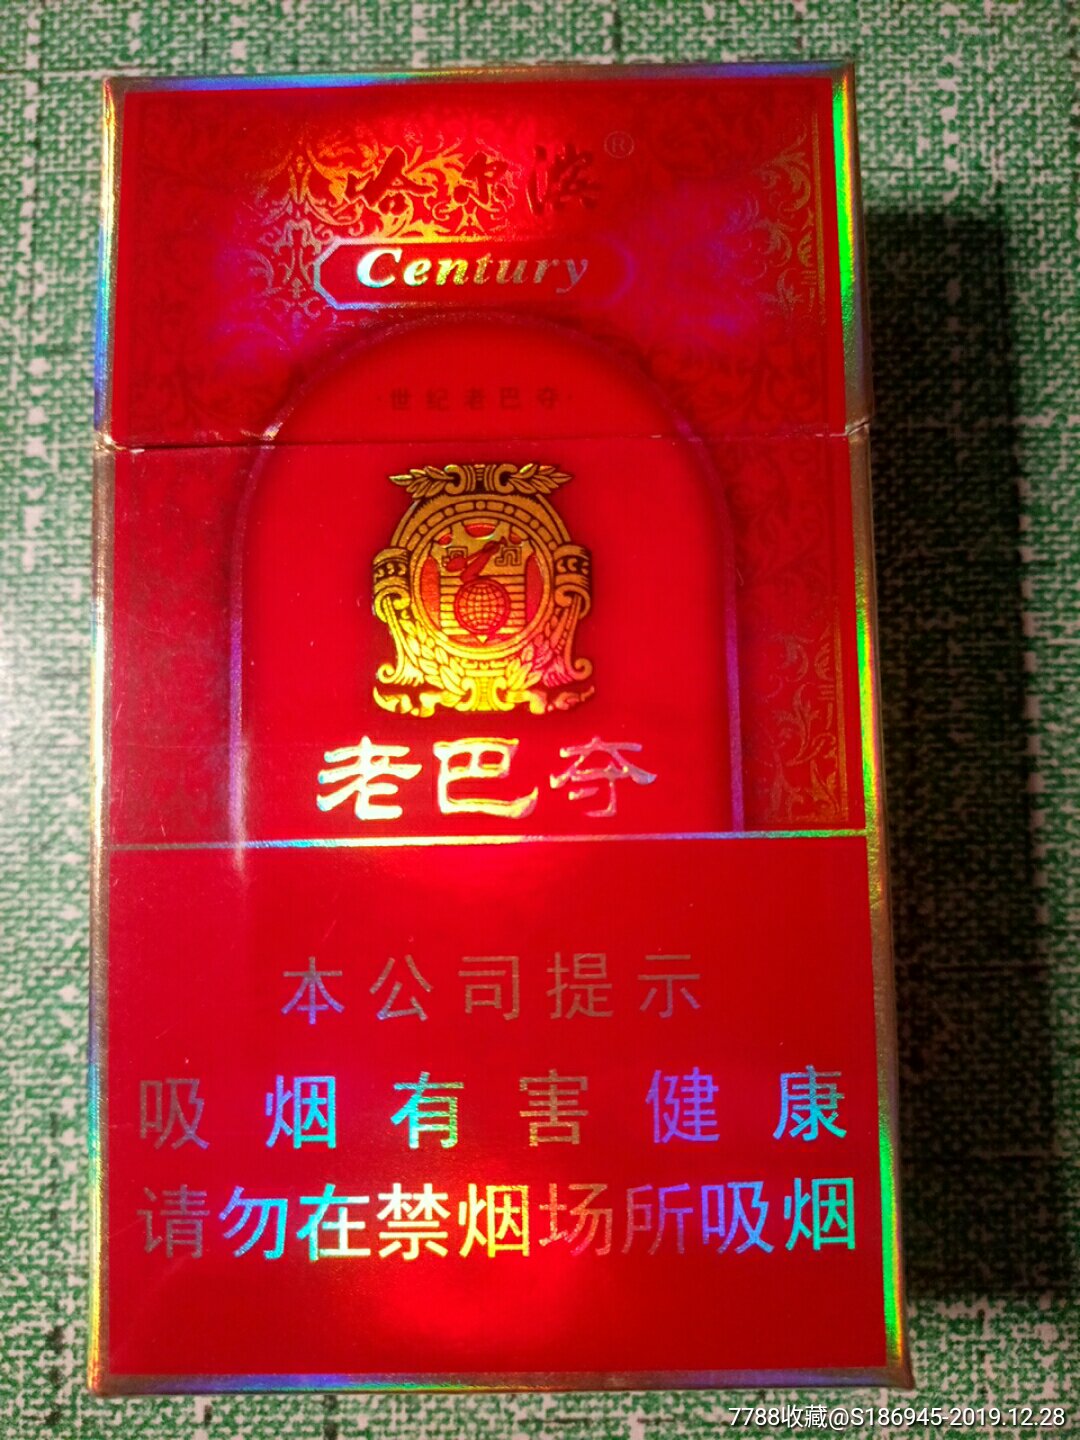 哈尔滨®
Century
·世纪老巴夺·
老巴夺
本公司提示
吸烟有害健康
请勿在禁烟场所吸烟
7788收藏@S186945-2019.12.28